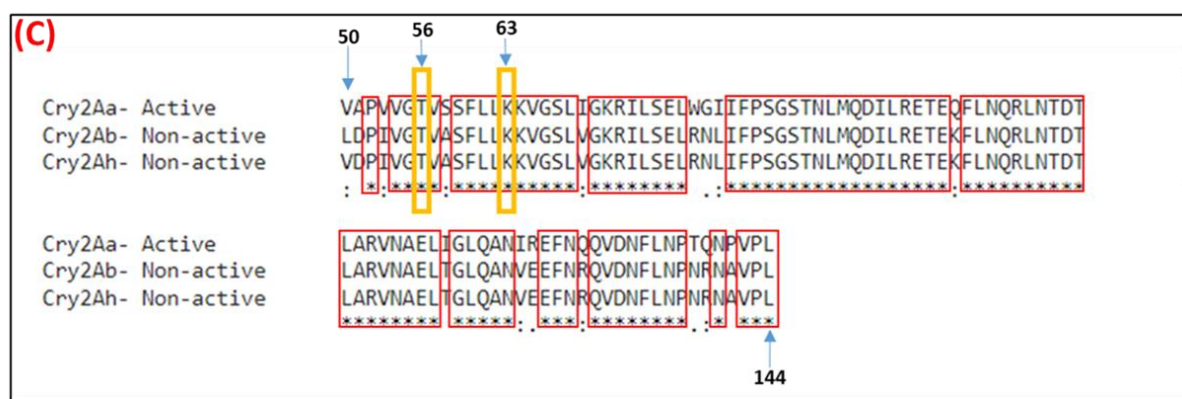 (C)
50 56 63
Cry2Aa- Active VAPVVGTVSSFLLKKVGSLIGKRILSELWGIIFPSGSTNLMQDILRETEQFLNQRLNTDT
Cry2Ab- Non-active LDPIVGTVASFLLKKVGSLVGKRILSELRNLIFPSGSTNLMQDILRETEKFLNQRLNTDT
Cry2Ah- Non-active VDPIVGTVASFLLKKVGSLVGKRILSELRNLIFPSGSTNLMQDILRETEKFLNQRLNTDT
: *:**** **********:******** .:*****************:**********
Cry2Aa- Active LARVNAELIGLQANIREFNQQVDNFLNPTQNPVPL
Cry2Ab- Non-active LARVNAELTGLQANVEEFNRQVDNFLNPNRNAVPL
Cry2Ah- Non-active LARVNAELTGLQANVEEFNRQVDNFLNPNRNAVPL
******** *****:.***:********.:* ***
144